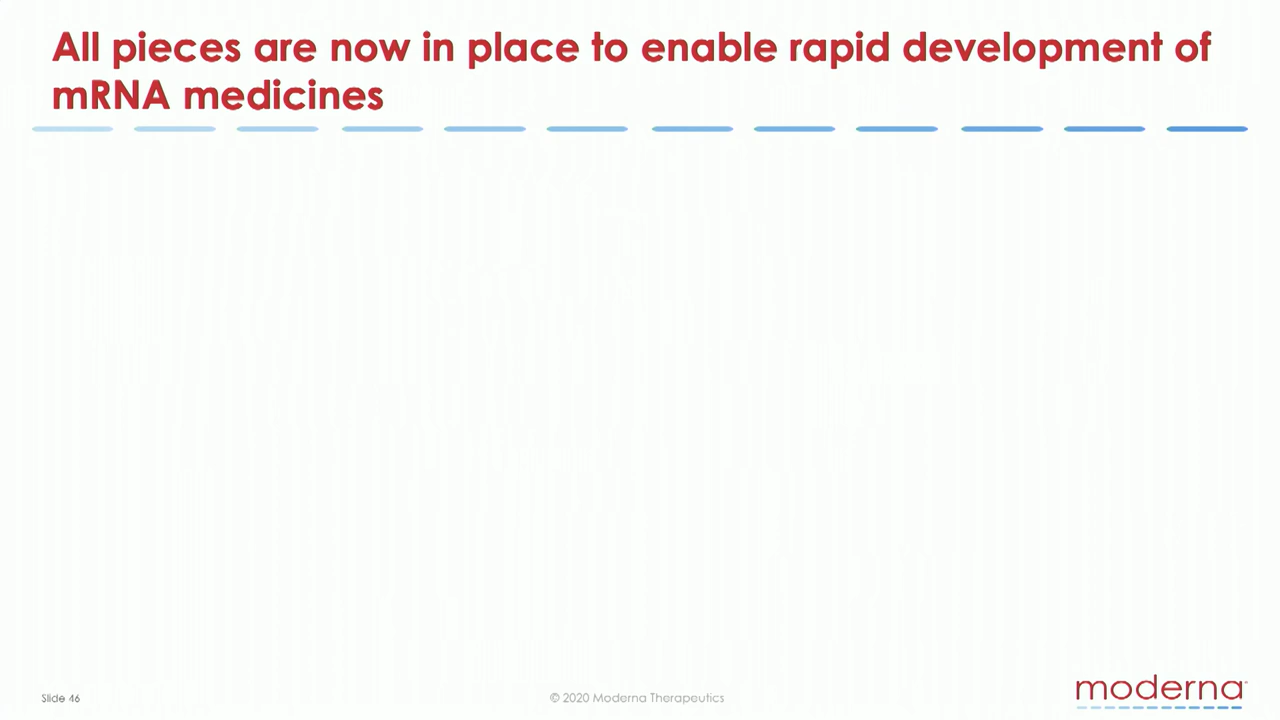 All pieces are now in place to enable rapid development of
mRNA medicines
Slide 46
© 2020 Moderna Therapeutics
moderna